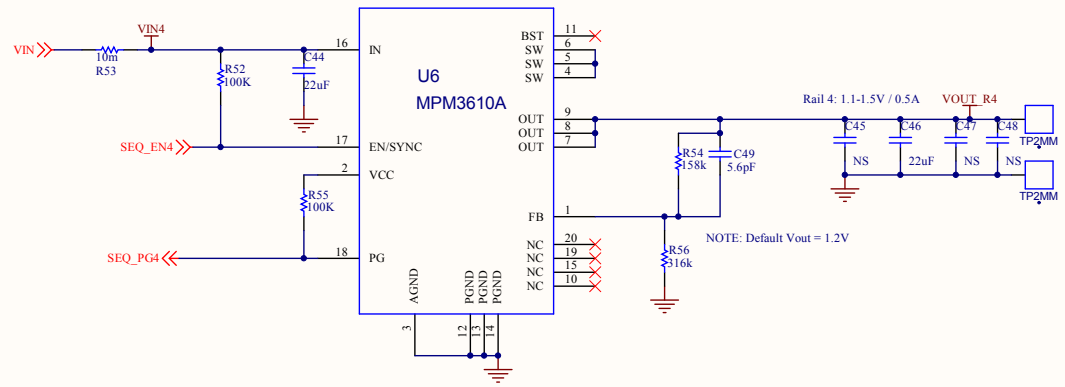 VIN
VIN4
10m
R53
R52
100K
C44
22uF
SEQ_EN4
R55
100K
SEQ_PG4
16 IN
17 EN/SYNC
2 VCC
18 PG
U6
MPM3610A
BST 11
SW 6
SW 5
SW 4
OUT 9
OUT 8
OUT 7
FB 1
NC 20
NC 19
NC 15
NC 10
AGND
PGND
PGND
PGND
3
12
13
14
R54
158k
C49
5.6pF
R56
316k
NOTE: Default Vout = 1.2V
Rail 4: 1.1-1.5V / 0.5A
VOUT_R4
C45
NS
C46
22uF
C47
NS
C48
NS
TP2MM
TP2MM